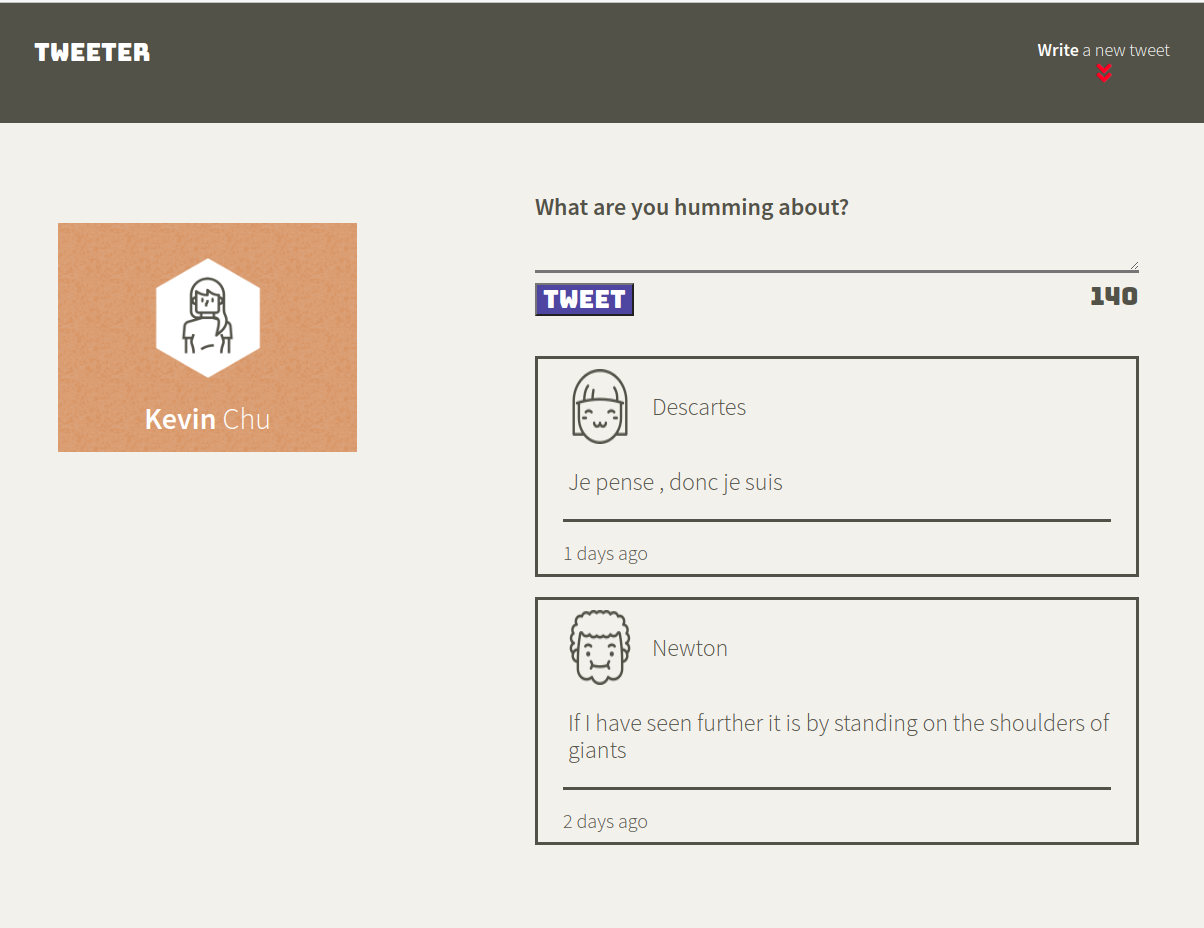 TWEETER
Write a new tweet
What are you humming about?
TWEET
140
Kevin Chu
Descartes
Je pense , donc je suis
1 days ago
Newton
If I have seen further it is by standing on the shoulders of
giants
2 days ago